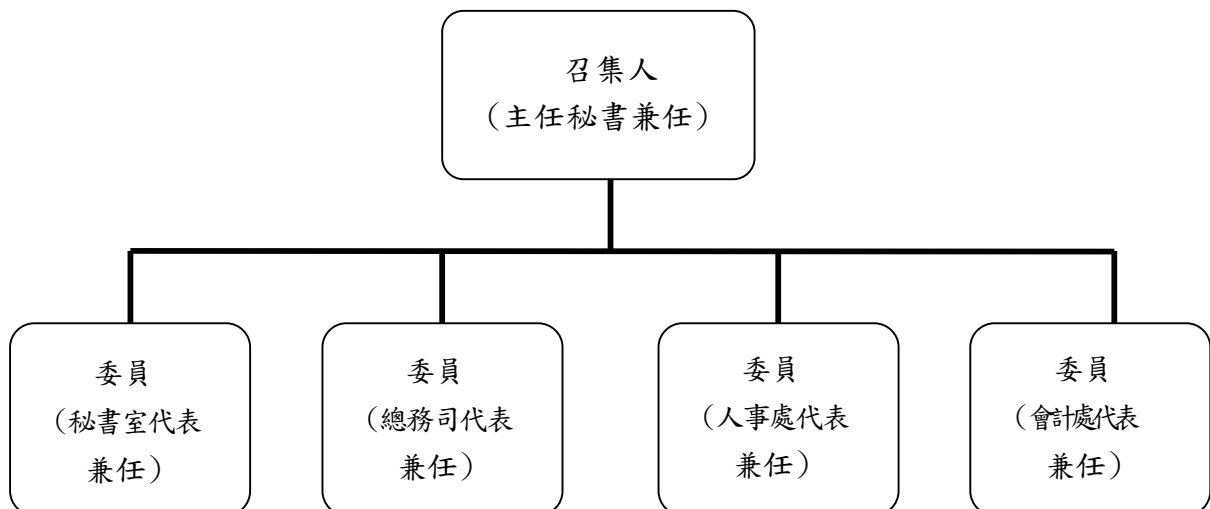 召集人
（主任秘書兼任）
委員
（秘書室代表
兼任）
委員
（總務司代表
兼任）
委員
（人事處代表
兼任）
委員
（會計處代表
兼任）